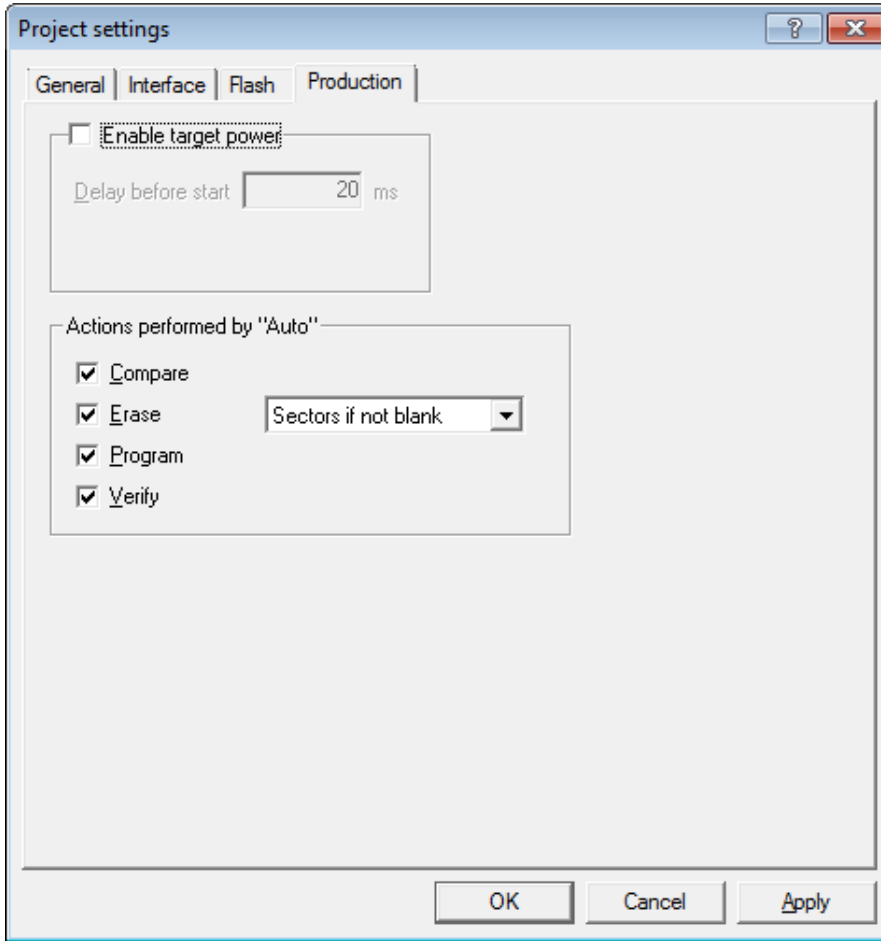 Project settings
General Interface Flash Production
Enable target power
Delay before start 20 ms
Actions performed by "Auto"
Compare
Erase Sectors if not blank
Program
Verify
OK Cancel Apply